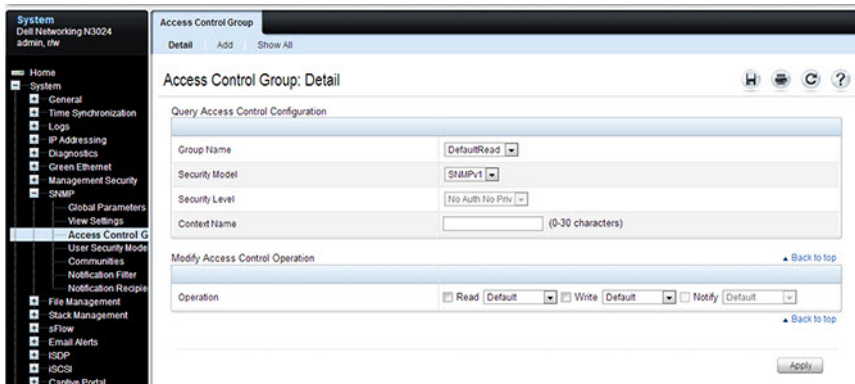 System
Dell Networking N3024
admin, r/w
Home
System
General
Time Synchronization
Logs
IP Addressing
Diagnostics
Green Ethernet
Management Security
SNMP
Global Parameters
View Settings
Access Control G
User Security Mode
Communities
Notification Filter
Notification Recipie
File Management
Stack Management
sFlow
Email Alerts
ISDP
iSCSI
Captive Portal
Access Control Group
Detail Add Show All
Access Control Group: Detail
Query Access Control Configuration
Group Name DefaultRead
Security Model SNMPv1
Security Level No Auth No Priv
Context Name (0-30 characters)
Modify Access Control Operation Back to top
Operation Read Default Write Default Notify Default
Back to top
Apply